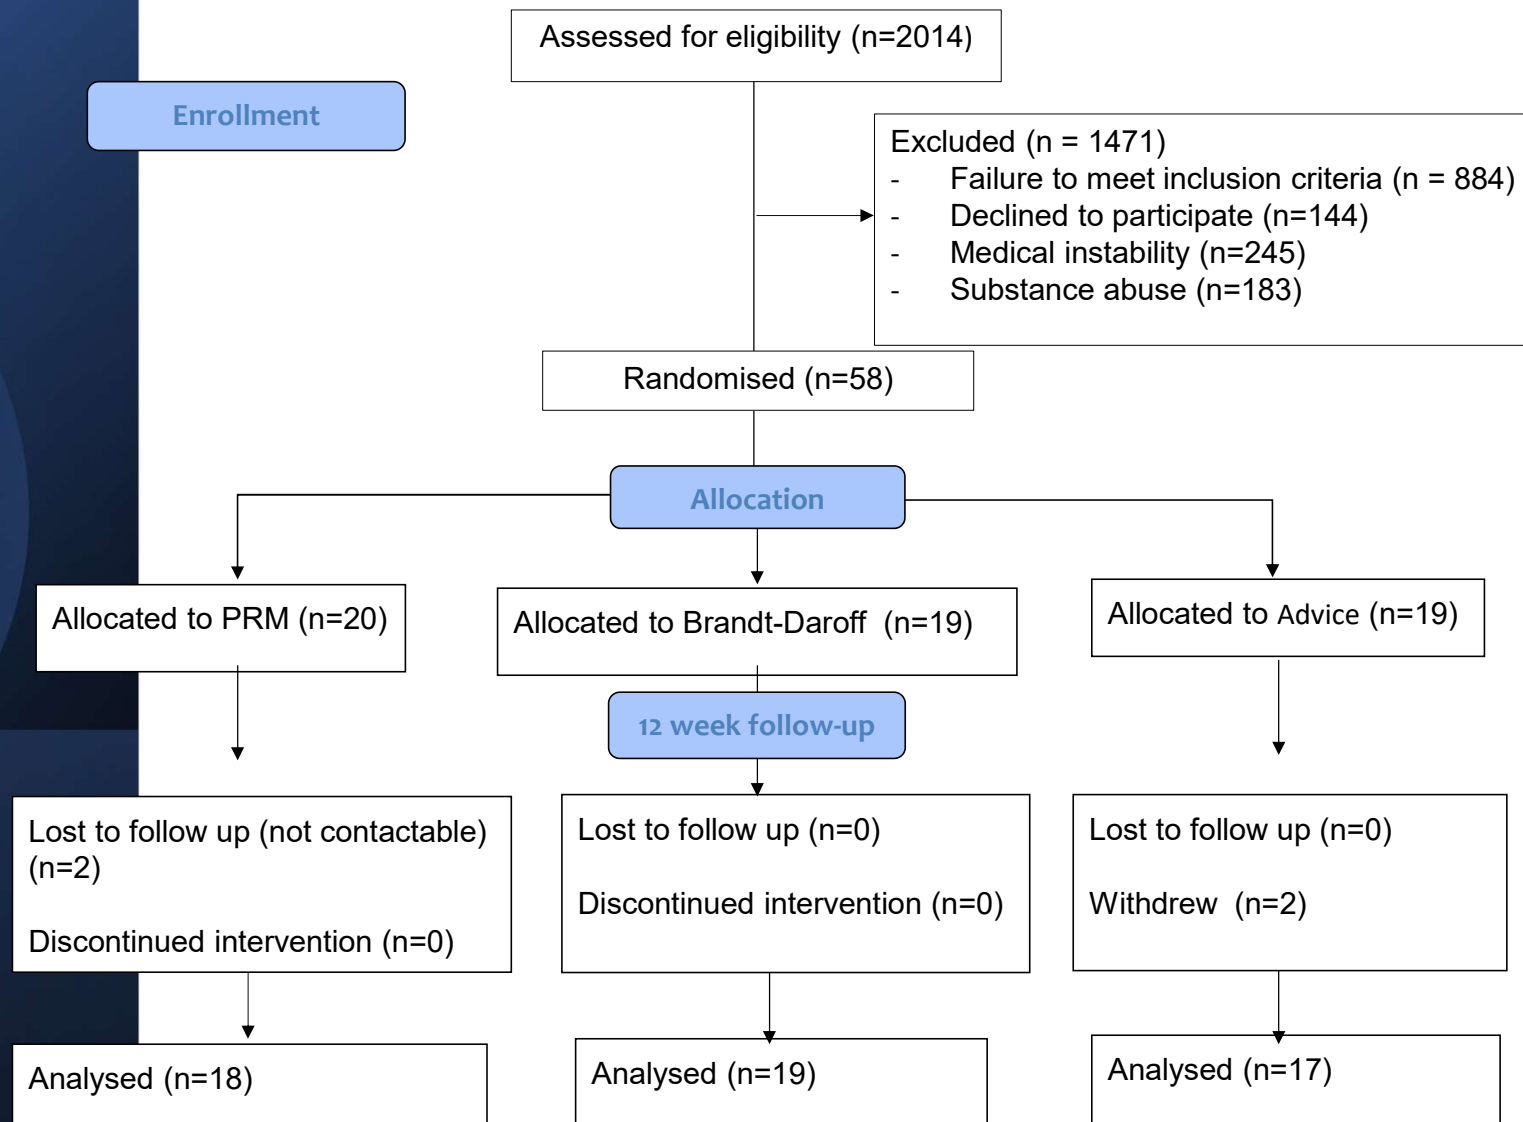 Assessed for eligibility (n=2014)
Enrollment
Excluded (n = 1471)
- Failure to meet inclusion criteria (n = 884)
- Declined to participate (n=144)
- Medical instability (n=245)
- Substance abuse (n=183)
Randomised (n=58)
Allocation
Allocated to PRM (n=20)
Allocated to Brandt-Daroff (n=19)
Allocated to Advice (n=19)
12 week follow-up
Lost to follow up (not contactable)
(n=2)
Discontinued intervention (n=0)
Lost to follow up (n=0)
Discontinued intervention (n=0)
Lost to follow up (n=0)
Withdrew (n=2)
Analysed (n=18)
Analysed (n=19)
Analysed (n=17)